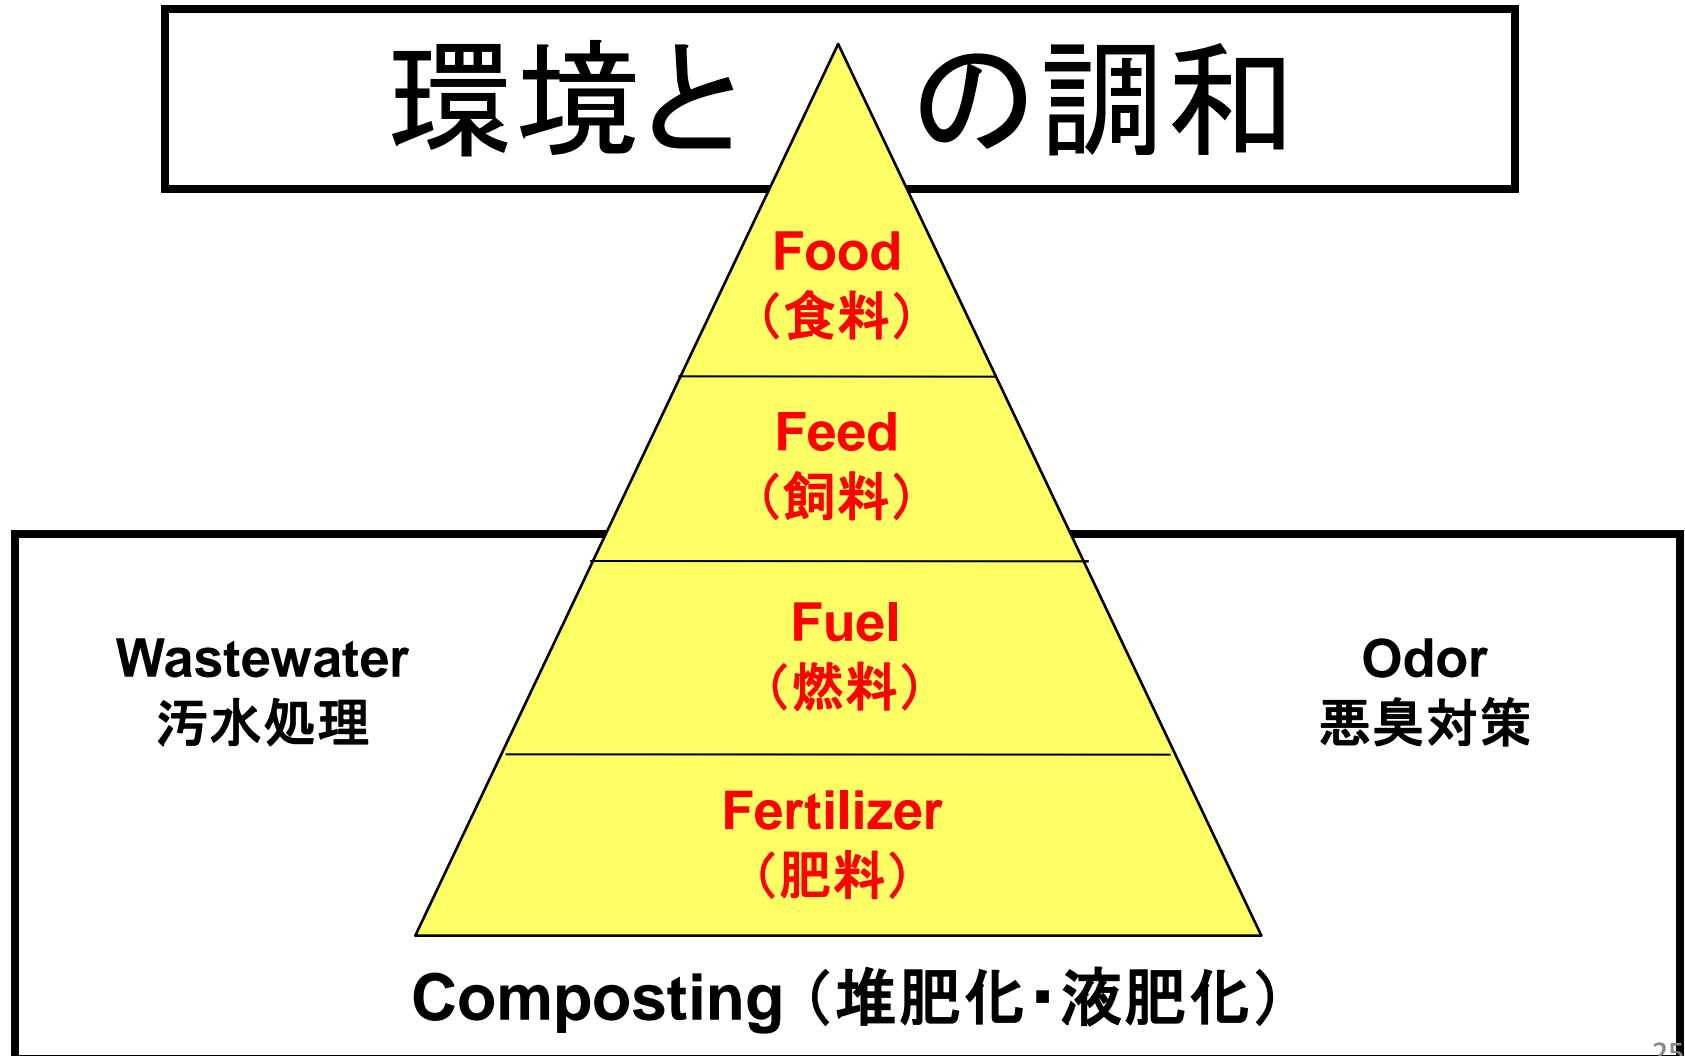 環境と の調和
Food
（食料）
Feed
（飼料）
Fuel
（燃料）
Wastewater
汚水処理
Odor
悪臭対策
Fertilizer
（肥料）
Composting（堆肥化・液肥化）
25